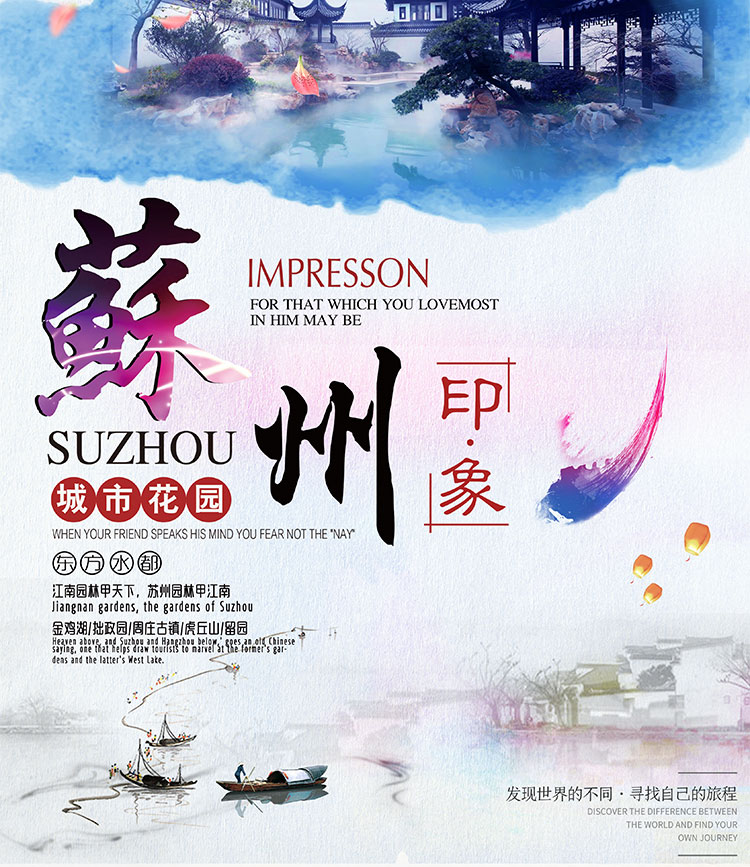 蘇州
印·象
IMPRESSON
FOR THAT WHICH YOU LOVEMOST
IN HIM MAY BE
SUZHOU
城市花园
WHEN YOUR FRIEND SPEAKS HIS MIND YOU FEAR NOT THE "NAY"
东方水都
江南园林甲天下，苏州园林甲江南
Jiangnan gardens, the gardens of Suzhou
金鸡湖/拙政园/周庄古镇/虎丘山/留园
Heaven above, and Suzhou and Hangzhou below," goes an old Chinese
saying, one that helps draw tourists to marvel at the former's gar-
dens and the latter's West Lake.
发现世界的不同·寻找自己的旅程
DISCOVER THE DIFFERENCE BETWEEN
THE WORLD AND FIND YOUR
OWN JOURNEY